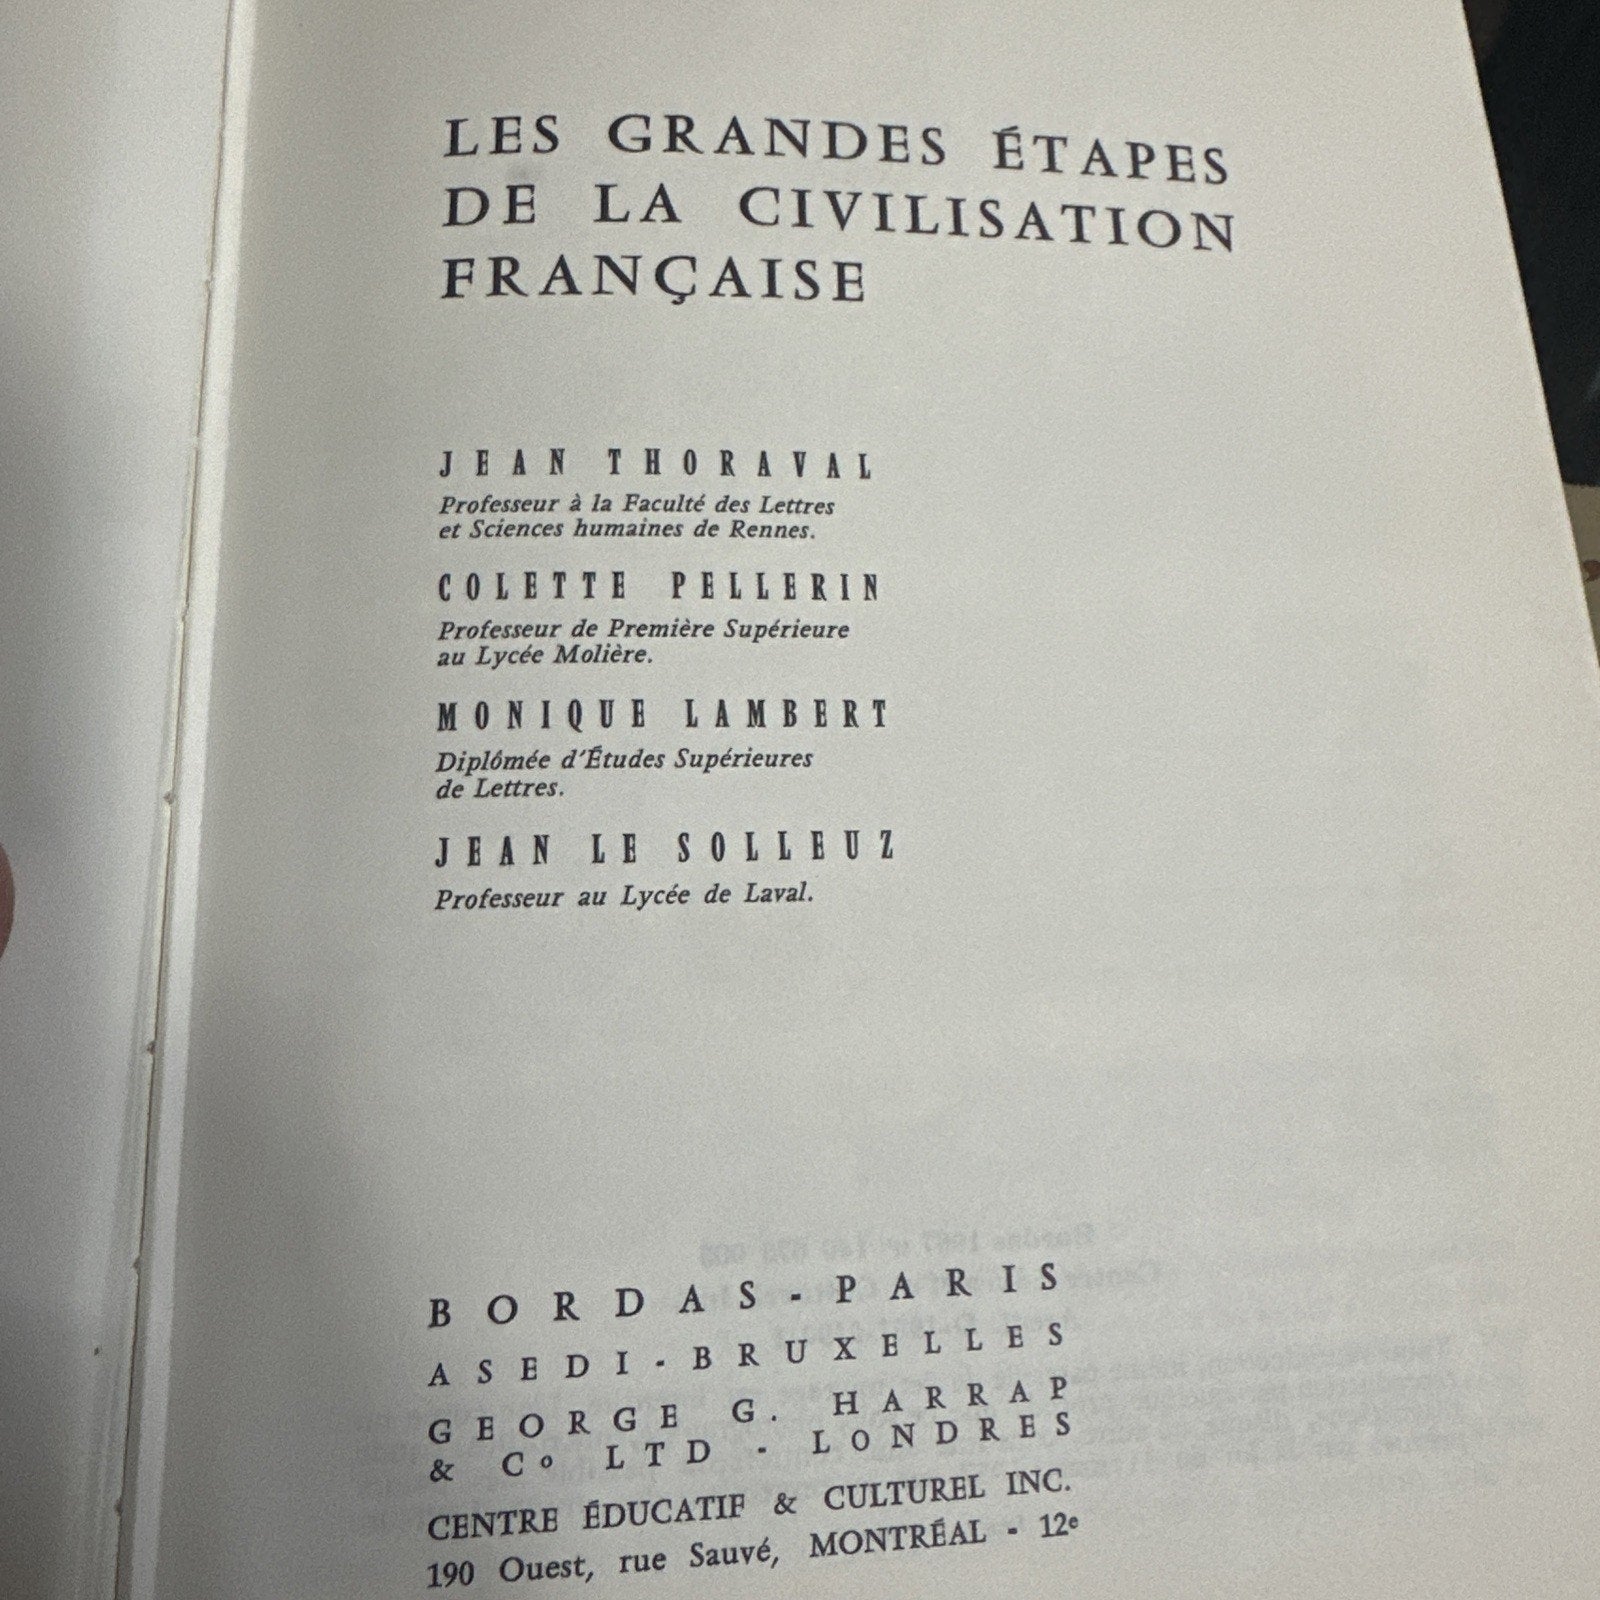 LES GRANDES ÉTAPES
DE LA CIVILISATION
FRANÇAISE
JEAN THORAVAL
Professeur à la Faculté des Lettres
et Sciences humaines de Rennes.
COLETTE PELLERIN
Professeur de Première Supérieure
au Lycée Molière.
MONIQUE LAMBERT
Diplômée d'Études Supérieures
de Lettres.
JEAN LE SOLLEUZ
Professeur au Lycée de Laval.
BORDAS-PARIS
ASEDI-BRUXELLES
GEORGE G. HARRAP
& Co LTD - LONDRES
CENTRE ÉDUCATIF & CULTUREL INC.
190 Ouest, rue Sauvé, MONTRÉAL - 12e